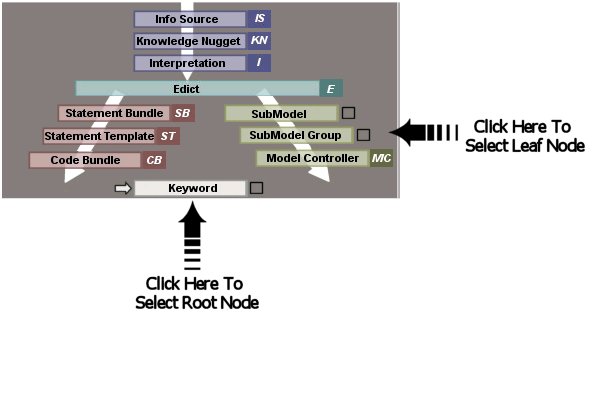 Info Source IS
Knowledge Nugget KN
Interpretation I
Edict E
Statement Bundle SB
SubModel
Statement Template ST
SubModel Group
Code Bundle CB
Model Controller MC
Keyword
Click Here To
Select Leaf Node
Click Here To
Select Root Node